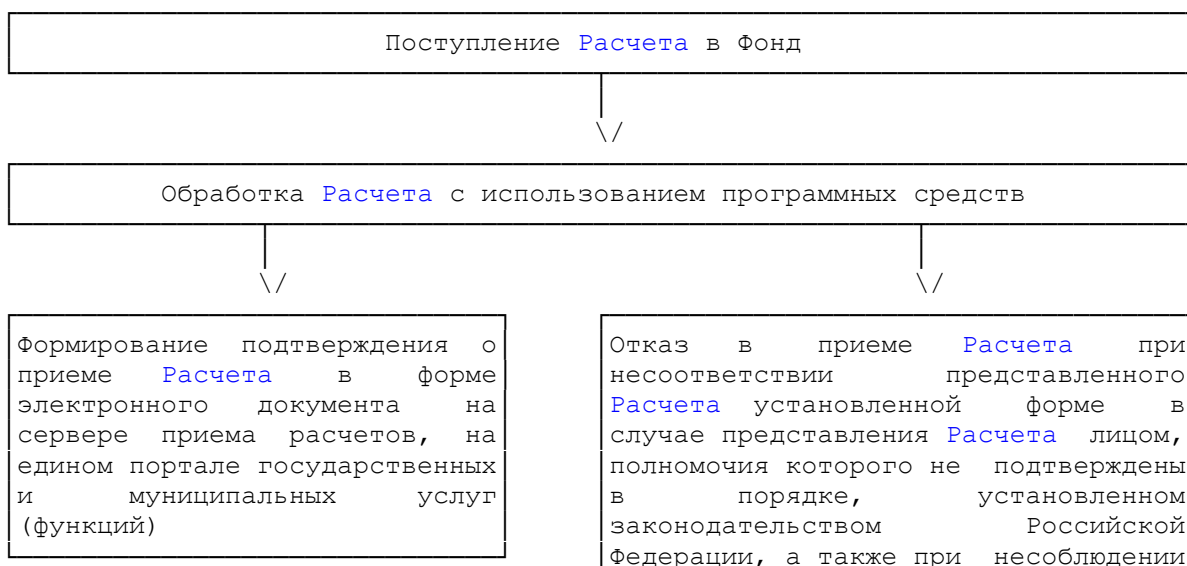 Поступление Расчета в Фонд
\/
Обработка Расчета с использованием программных средств
\/ \/
Формирование подтверждения о
приеме Расчета в форме
электронного документа на
сервере приема расчетов, на
едином портале государственных
и муниципальных услуг
(функций)
Отказ в приеме Расчета при
несоответствии представленного
Расчета установленной форме в
случае представления Расчета лицом,
полномочия которого не подтверждены
в порядке, установленном
законодательством Российской
Федерации, а также при несоблюдении